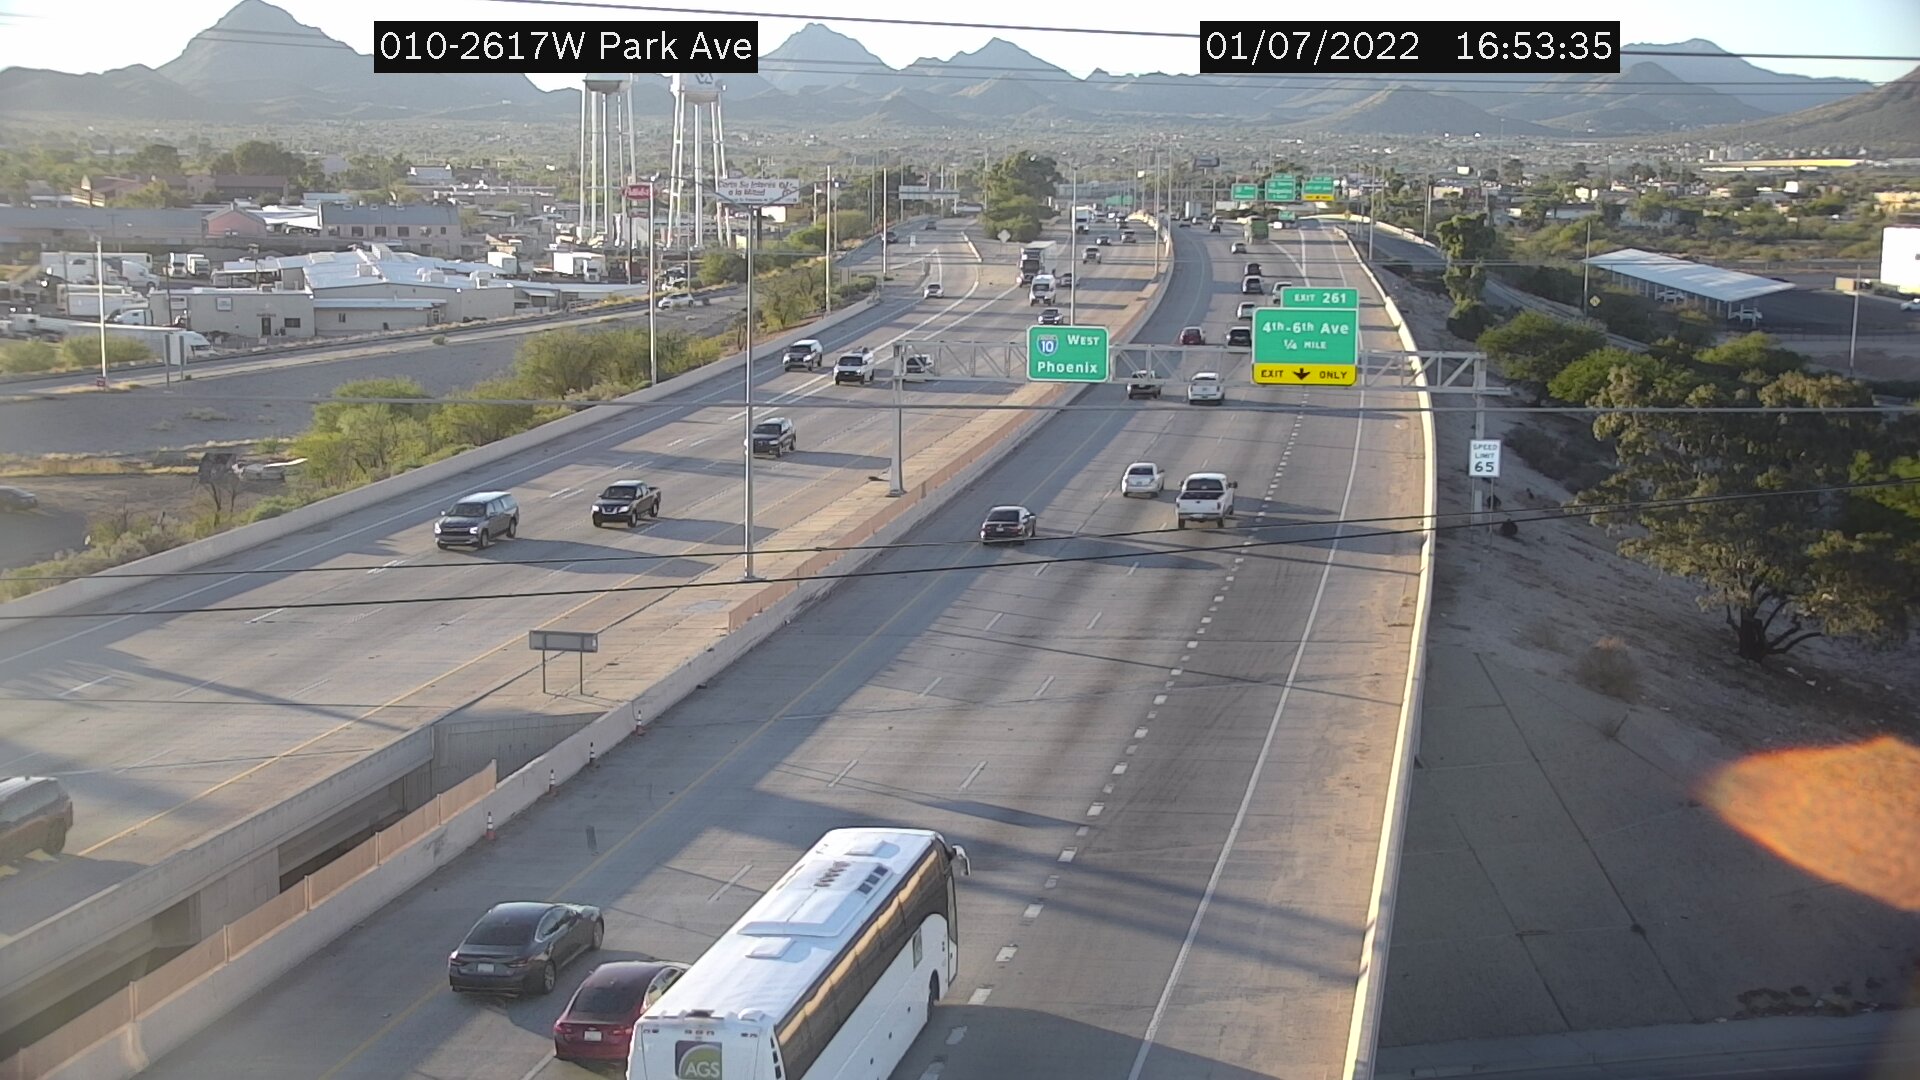 010-2617W Park Ave
01/07/2022 16:53:35
EXIT 261
4th-6th Ave
¼ MILE
EXIT ONLY
10
WEST
Phoenix
SPEED
LIMIT
65
AGS